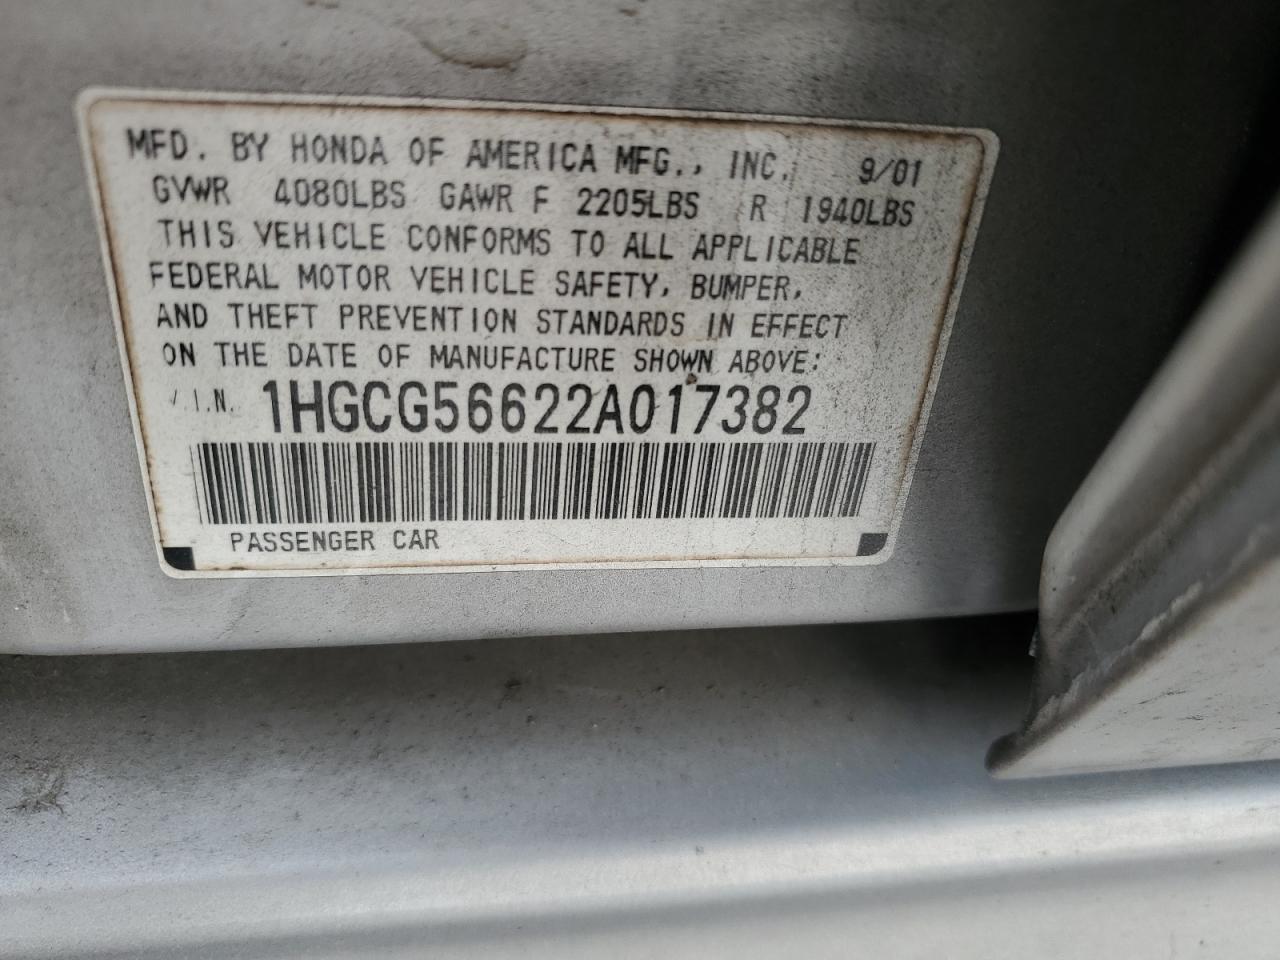 MFD. BY HONDA OF AMERICA MFG., INC. 9/01
GVWR 4080LBS GAWR F 2205LBS R 1940LBS
THIS VEHICLE CONFORMS TO ALL APPLICABLE
FEDERAL MOTOR VEHICLE SAFETY, BUMPER,
AND THEFT PREVENTION STANDARDS IN EFFECT
ON THE DATE OF MANUFACTURE SHOWN ABOVE:
V.I.N. 1HGCG56622A017382
PASSENGER CAR